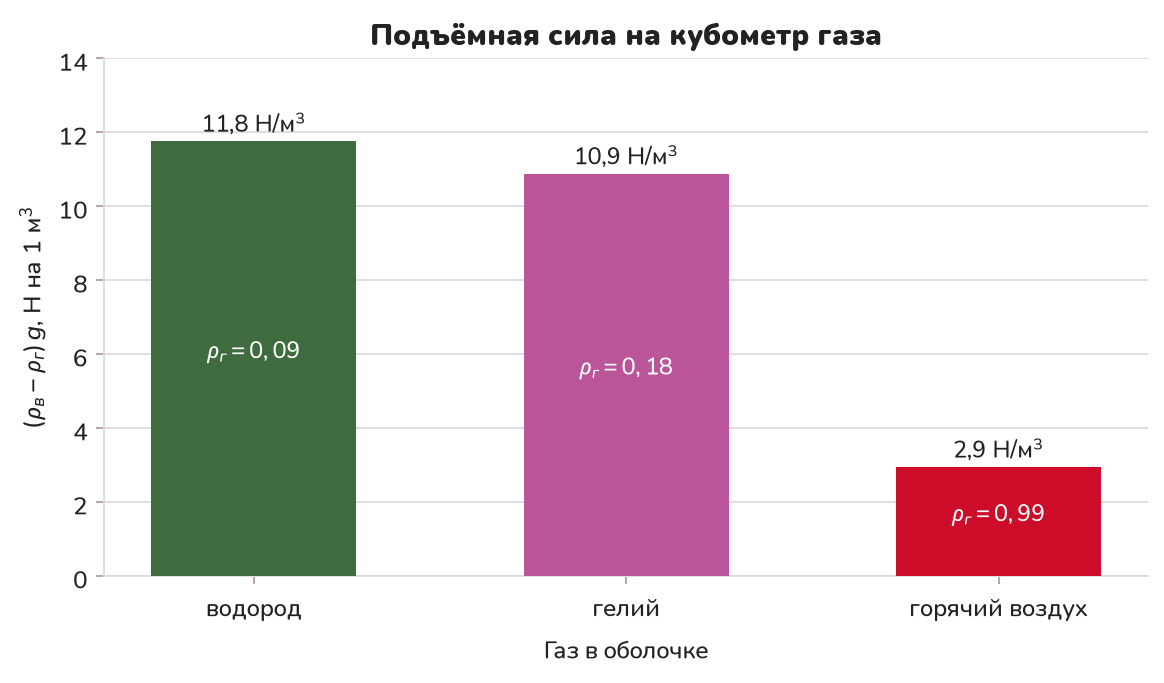 Подъёмная сила на кубометр газа
(ρв − ρг) g, Н на 1 м³
14
12
10
8
6
4
2
0
11,8 Н/м³
10,9 Н/м³
2,9 Н/м³
ρг = 0, 09
ρг = 0, 18
ρг = 0, 99
водород
гелий
горячий воздух
Газ в оболочке